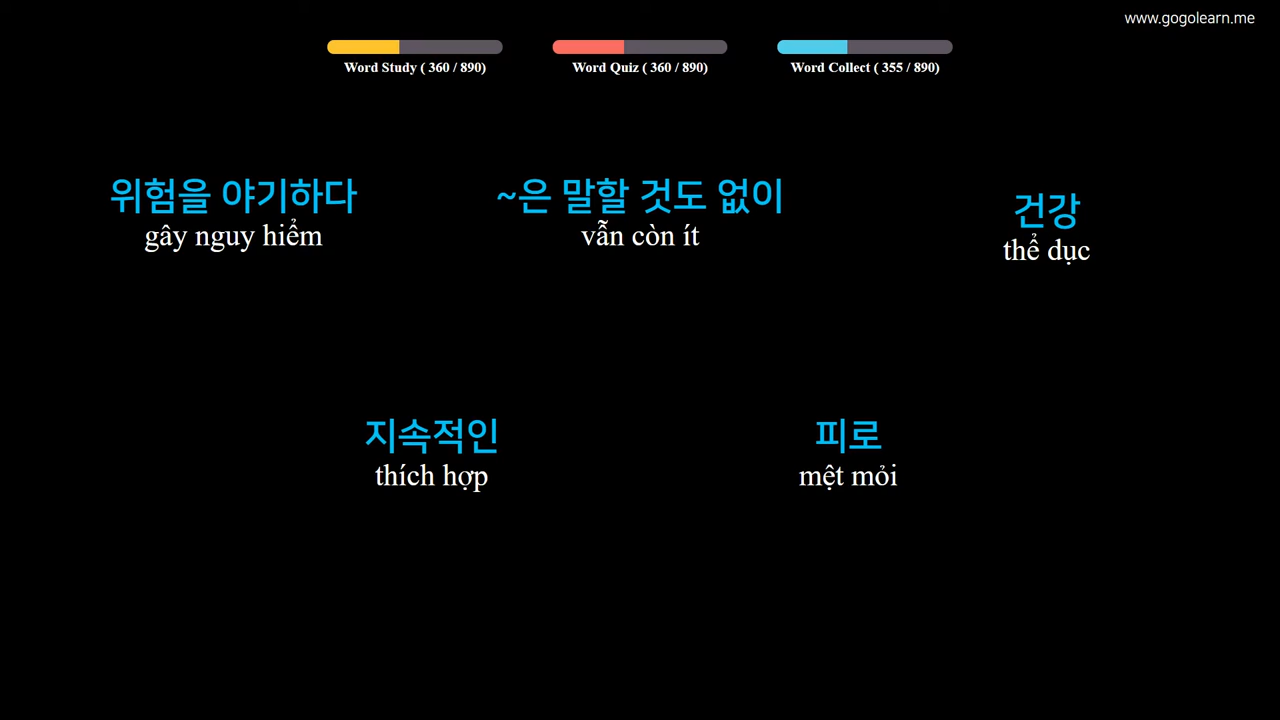 www.gogolearn.me
Word Study ( 360 / 890)
Word Quiz ( 360 / 890)
Word Collect ( 355 / 890)
위험을 야기하다
gây nguy hiểm
~은 말할 것도 없이
vẫn còn ít
건강
thể dục
지속적인
thích hợp
피로
mệt mỏi